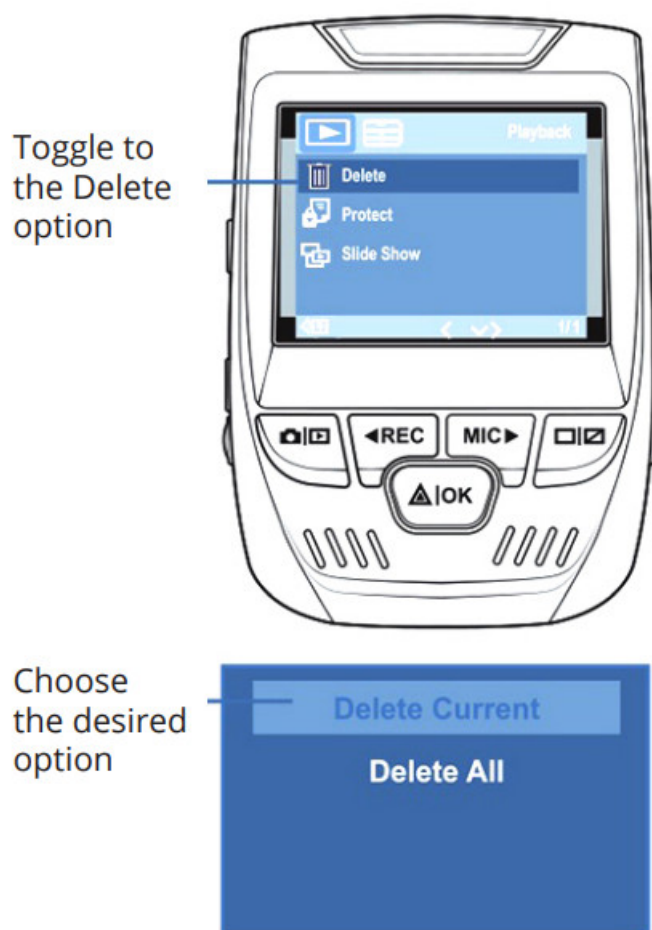 Toggle to
the Delete
option
Playback
Delete
Protect
Slide Show
1/1
◀REC
MIC▶
|OK
Choose
the desired
option
Delete Current
Delete All